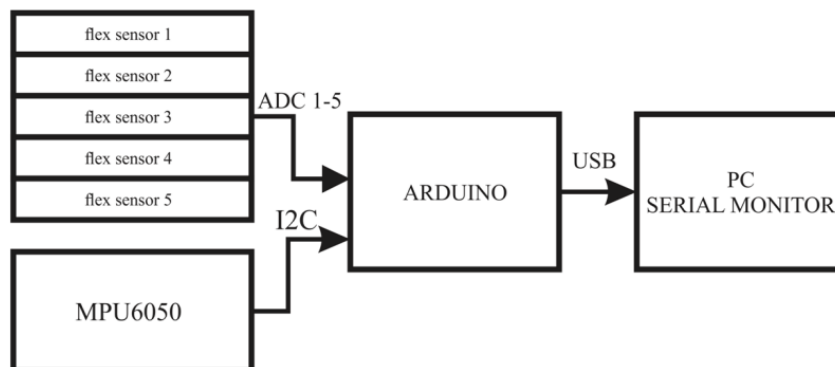 flex sensor 1
flex sensor 2
flex sensor 3
flex sensor 4
flex sensor 5
ADC 1-5
I2C
MPU6050
ARDUINO
USB
PC
SERIAL MONITOR